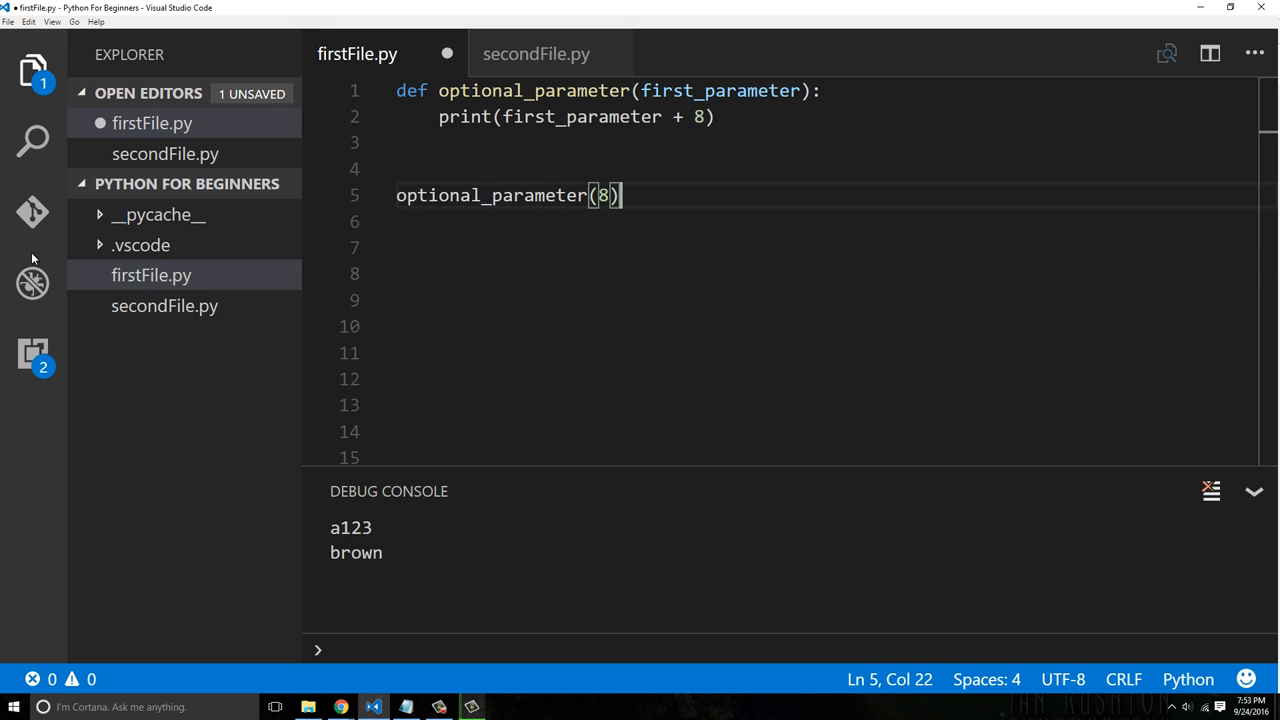 ● firstFile.py - Python For Beginners - Visual Studio Code
File Edit View Go Help
EXPLORER
OPEN EDITORS 1 UNSAVED
firstFile.py
secondFile.py
PYTHON FOR BEGINNERS
__pycache__
.vscode
firstFile.py
secondFile.py
1
2
firstFile.py
secondFile.py
1 def optional_parameter(first_parameter):
2 print(first_parameter + 8)
3
4
5 optional_parameter(8)
6
7
8
9
10
11
12
13
14
15
DEBUG CONSOLE
a123
brown
0 0 Ln 5, Col 22 Spaces: 4 UTF-8 CRLF Python
I'm Cortana. Ask me anything.
7:53 PM
9/24/2016